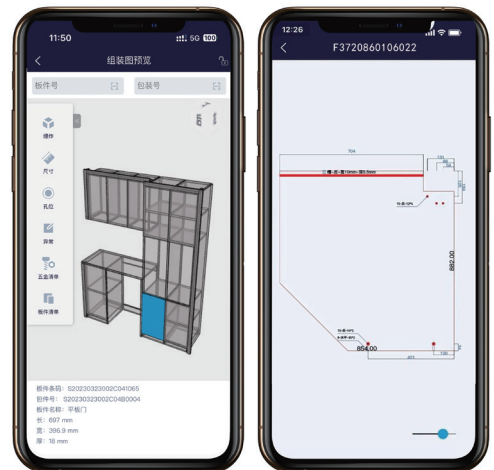 11:50
5G 100
组装图预览
板件号
包装号
操作
尺寸
孔位
异常
五金清单
板件清单
板件条码: S20230323002C041065
包件号: S20230323002C04B0004
板件名称: 平板门
长: 697 mm
宽: 396.9 mm
厚: 18 mm
12:26
F3720860106022
704
882.00
854.00